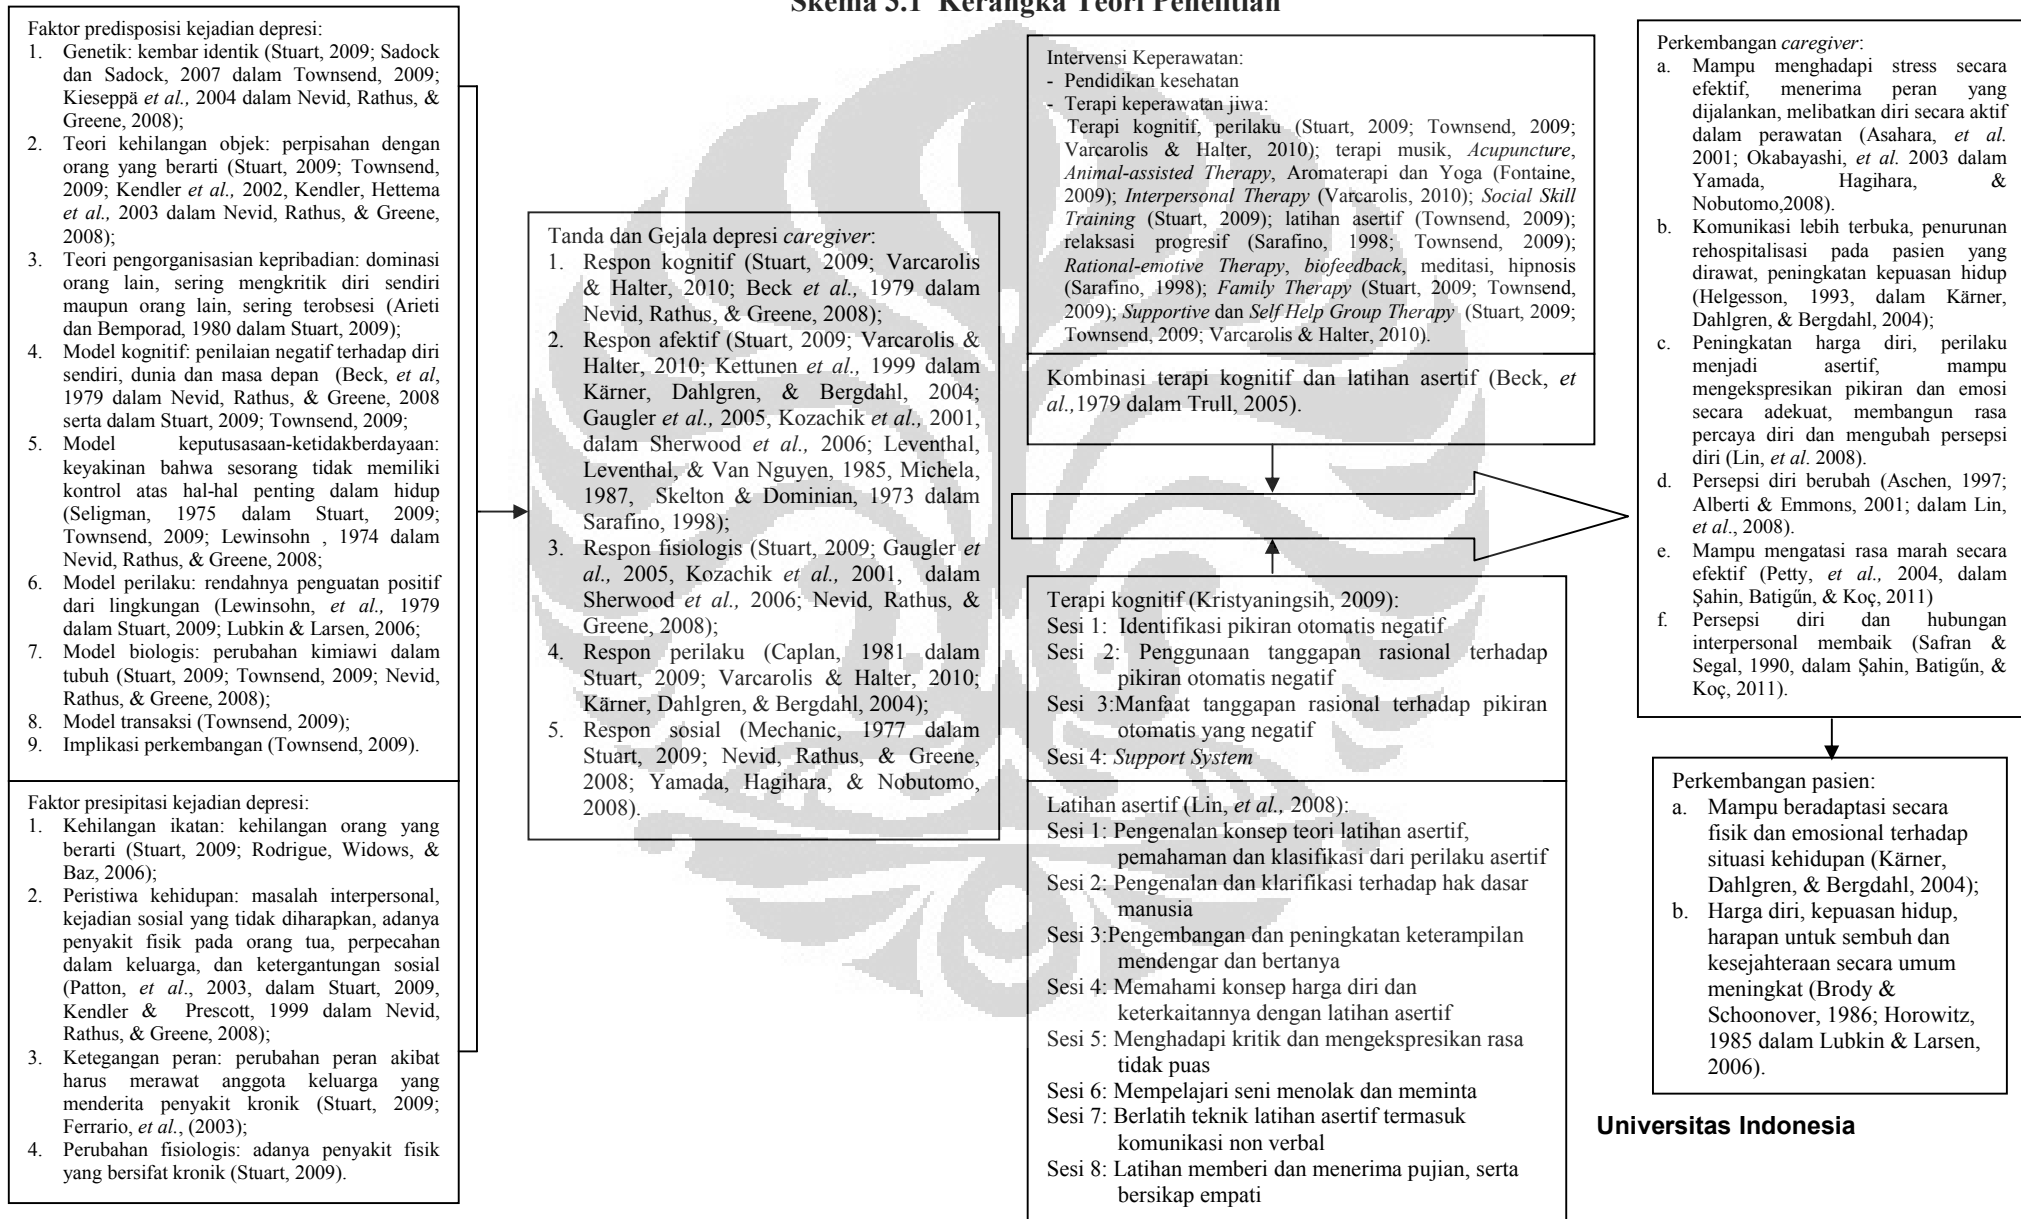 Skema 3.1 Kerangka Teori Penelitian
Faktor predisposisi kejadian depresi:
1. Genetik: kembar identik (Stuart, 2009; Sadock
dan Sadock, 2007 dalam Townsend, 2009;
Kieseppä et al., 2004 dalam Nevid, Rathus, &
Greene, 2008);
2. Teori kehilangan objek: perpisahan dengan
orang yang berarti (Stuart, 2009; Townsend,
2009; Kendler et al., 2002, Kendler, Hettema
et al., 2003 dalam Nevid, Rathus, & Greene,
2008);
3. Teori pengorganisasian kepribadian: dominasi
orang lain, sering mengkritik diri sendiri
maupun orang lain, sering terobsesi (Arieti
dan Bemporad, 1980 dalam Stuart, 2009);
4. Model kognitif: penilaian negatif terhadap diri
sendiri, dunia dan masa depan (Beck, et al,
1979 dalam Nevid, Rathus, & Greene, 2008
serta dalam Stuart, 2009; Townsend, 2009;
5. Model keputusasaan-ketidakberdayaan:
keyakinan bahwa sesorang tidak memiliki
kontrol atas hal-hal penting dalam hidup
(Seligman, 1975 dalam Stuart, 2009;
Townsend, 2009; Lewinsohn , 1974 dalam
Nevid, Rathus, & Greene, 2008;
6. Model perilaku: rendahnya penguatan positif
dari lingkungan (Lewinsohn, et al., 1979
dalam Stuart, 2009; Lubkin & Larsen, 2006;
7. Model biologis: perubahan kimiawi dalam
tubuh (Stuart, 2009; Townsend, 2009; Nevid,
Rathus, & Greene, 2008);
8. Model transaksi (Townsend, 2009);
9. Implikasi perkembangan (Townsend, 2009).
Faktor presipitasi kejadian depresi:
1. Kehilangan ikatan: kehilangan orang yang
berarti (Stuart, 2009; Rodrigue, Widows, &
Baz, 2006);
2. Peristiwa kehidupan: masalah interpersonal,
kejadian sosial yang tidak diharapkan, adanya
penyakit fisik pada orang tua, perpecahan
dalam keluarga, dan ketergantungan sosial
(Patton, et al., 2003, dalam Stuart, 2009,
Kendler & Prescott, 1999 dalam Nevid,
Rathus, & Greene, 2008);
3. Ketegangan peran: perubahan peran akibat
harus merawat anggota keluarga yang
menderita penyakit kronik (Stuart, 2009;
Ferrario, et al., (2003);
4. Perubahan fisiologis: adanya penyakit fisik
yang bersifat kronik (Stuart, 2009).
Tanda dan Gejala depresi caregiver:
1. Respon kognitif (Stuart, 2009; Varcarolis
& Halter, 2010; Beck et al., 1979 dalam
Nevid, Rathus, & Greene, 2008);
2. Respon afektif (Stuart, 2009; Varcarolis &
Halter, 2010; Kettunen et al., 1999 dalam
Kärner, Dahlgren, & Bergdahl, 2004;
Gaugler et al., 2005, Kozachik et al., 2001,
dalam Sherwood et al., 2006; Leventhal,
Leventhal, & Van Nguyen, 1985, Michela,
1987, Skelton & Dominian, 1973 dalam
Sarafino, 1998);
3. Respon fisiologis (Stuart, 2009; Gaugler et
al., 2005, Kozachik et al., 2001, dalam
Sherwood et al., 2006; Nevid, Rathus, &
Greene, 2008);
4. Respon perilaku (Caplan, 1981 dalam
Stuart, 2009; Varcarolis & Halter, 2010;
Kärner, Dahlgren, & Bergdahl, 2004);
5. Respon sosial (Mechanic, 1977 dalam
Stuart, 2009; Nevid, Rathus, & Greene,
2008; Yamada, Hagihara, & Nobutomo,
2008).
Intervensi Keperawatan:
- Pendidikan kesehatan
- Terapi keperawatan jiwa:
Terapi kognitif, perilaku (Stuart, 2009; Townsend, 2009;
Varcarolis & Halter, 2010); terapi musik, Acupuncture,
Animal-assisted Therapy, Aromaterapi dan Yoga (Fontaine,
2009); Interpersonal Therapy (Varcarolis, 2010); Social Skill
Training (Stuart, 2009); latihan asertif (Townsend, 2009);
relaksasi progresif (Sarafino, 1998; Townsend, 2009);
Rational-emotive Therapy, biofeedback, meditasi, hipnosis
(Sarafino, 1998); Family Therapy (Stuart, 2009; Townsend,
2009); Supportive dan Self Help Group Therapy (Stuart, 2009;
Townsend, 2009; Varcarolis & Halter, 2010).
Kombinasi terapi kognitif dan latihan asertif (Beck, et
al.,1979 dalam Trull, 2005).
Terapi kognitif (Kristyaningsih, 2009):
Sesi 1: Identifikasi pikiran otomatis negatif
Sesi 2: Penggunaan tanggapan rasional terhadap
pikiran otomatis negatif
Sesi 3:Manfaat tanggapan rasional terhadap pikiran
otomatis yang negatif
Sesi 4: Support System
Latihan asertif (Lin, et al., 2008):
Sesi 1: Pengenalan konsep teori latihan asertif,
pemahaman dan klasifikasi dari perilaku asertif
Sesi 2: Pengenalan dan klarifikasi terhadap hak dasar
manusia
Sesi 3:Pengembangan dan peningkatan keterampilan
mendengar dan bertanya
Sesi 4: Memahami konsep harga diri dan
keterkaitannya dengan latihan asertif
Sesi 5: Menghadapi kritik dan mengekspresikan rasa
tidak puas
Sesi 6: Mempelajari seni menolak dan meminta
Sesi 7: Berlatih teknik latihan asertif termasuk
komunikasi non verbal
Sesi 8: Latihan memberi dan menerima pujian, serta
bersikap empati
Perkembangan caregiver:
a. Mampu menghadapi stress secara
efektif, menerima peran yang
dijalankan, melibatkan diri secara aktif
dalam perawatan (Asahara, et al.
2001; Okabayashi, et al. 2003 dalam
Yamada, Hagihara, &
Nobutomo,2008).
b. Komunikasi lebih terbuka, penurunan
rehospitalisasi pada pasien yang
dirawat, peningkatan kepuasan hidup
(Helgesson, 1993, dalam Kärner,
Dahlgren, & Bergdahl, 2004);
c. Peningkatan harga diri, perilaku
menjadi asertif, mampu
mengekspresikan pikiran dan emosi
secara adekuat, membangun rasa
percaya diri dan mengubah persepsi
diri (Lin, et al. 2008).
d. Persepsi diri berubah (Aschen, 1997;
Alberti & Emmons, 2001; dalam Lin,
et al., 2008).
e. Mampu mengatasi rasa marah secara
efektif (Petty, et al., 2004, dalam
Şahin, Batigűn, & Koç, 2011)
f. Persepsi diri dan hubungan
interpersonal membaik (Safran &
Segal, 1990, dalam Şahin, Batigűn, &
Koç, 2011).
Perkembangan pasien:
a. Mampu beradaptasi secara
fisik dan emosional terhadap
situasi kehidupan (Kärner,
Dahlgren, & Bergdahl, 2004);
b. Harga diri, kepuasan hidup,
harapan untuk sembuh dan
kesejahteraan secara umum
meningkat (Brody &
Schoonover, 1986; Horowitz,
1985 dalam Lubkin & Larsen,
2006).
Universitas Indonesia